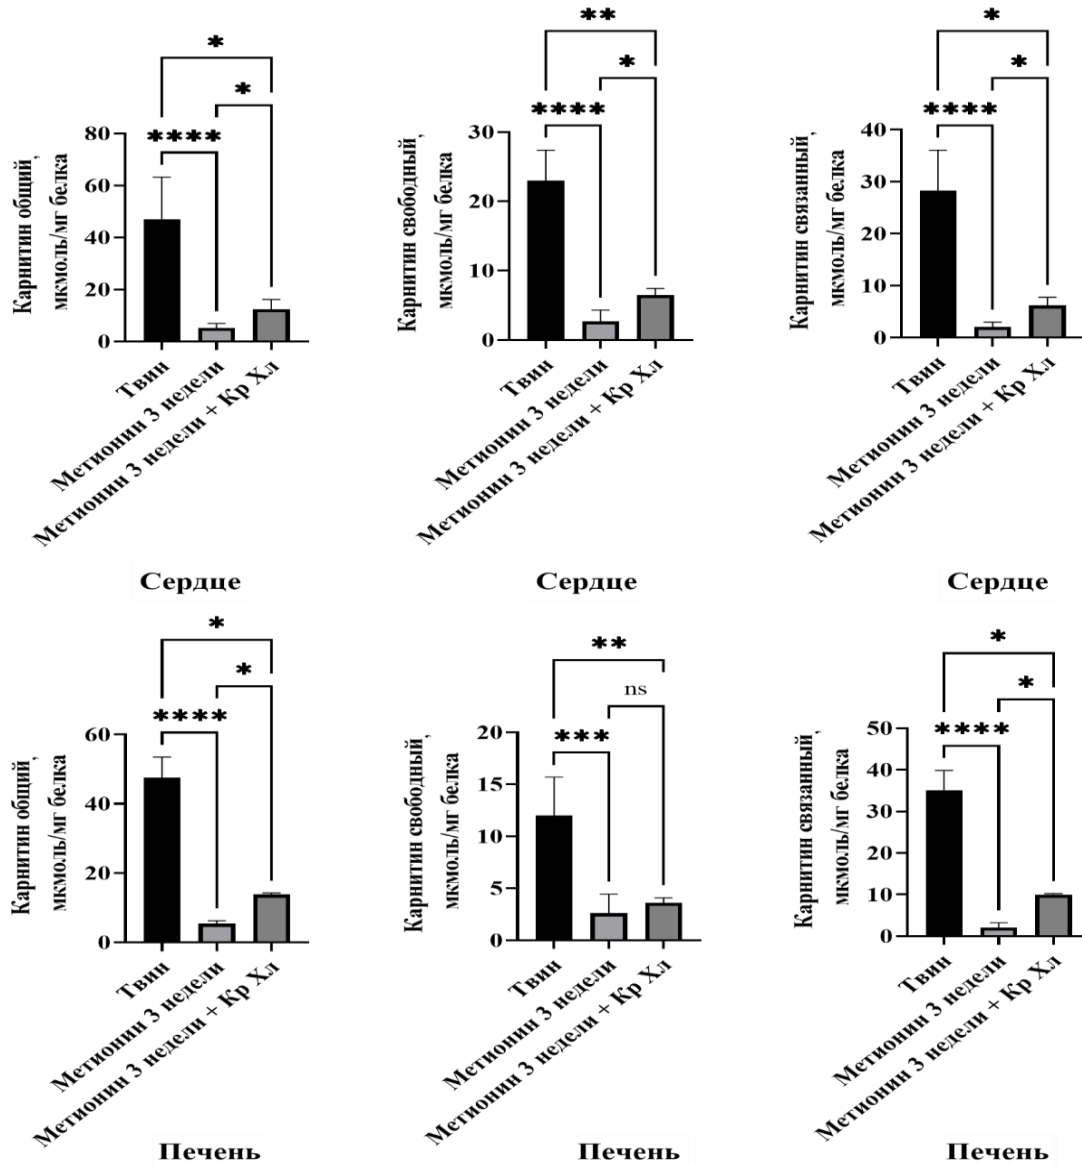 *
*
****
Карнитин общий,
мкмоль/мг белка
80
60
40
20
0
Твин
Метионин 3 недели
Метионин 3 недели + Кр Хл
Сердце
**
*
****
Карнитин свободный,
мкмоль/мг белка
30
20
10
0
Твин
Метионин 3 недели
Метионин 3 недели + Кр Хл
Сердце
*
*
****
Карнитин связанный,
мкмоль/мг белка
40
30
20
10
0
Твин
Метионин 3 недели
Метионин 3 недели + Кр Хл
Сердце
*
*
****
Карнитин общий,
мкмоль/мг белка
60
40
20
0
Твин
Метионин 3 недели
Метионин 3 недели + Кр Хл
Печень
**
ns
***
Карнитин свободный,
мкмоль/мг белка
20
15
10
5
0
Твин
Метионин 3 недели
Метионин 3 недели + Кр Хл
Печень
*
*
****
Карнитин связанный,
мкмоль/мг белка
50
40
30
20
10
0
Твин
Метионин 3 недели
Метионин 3 недели + Кр Хл
Печень